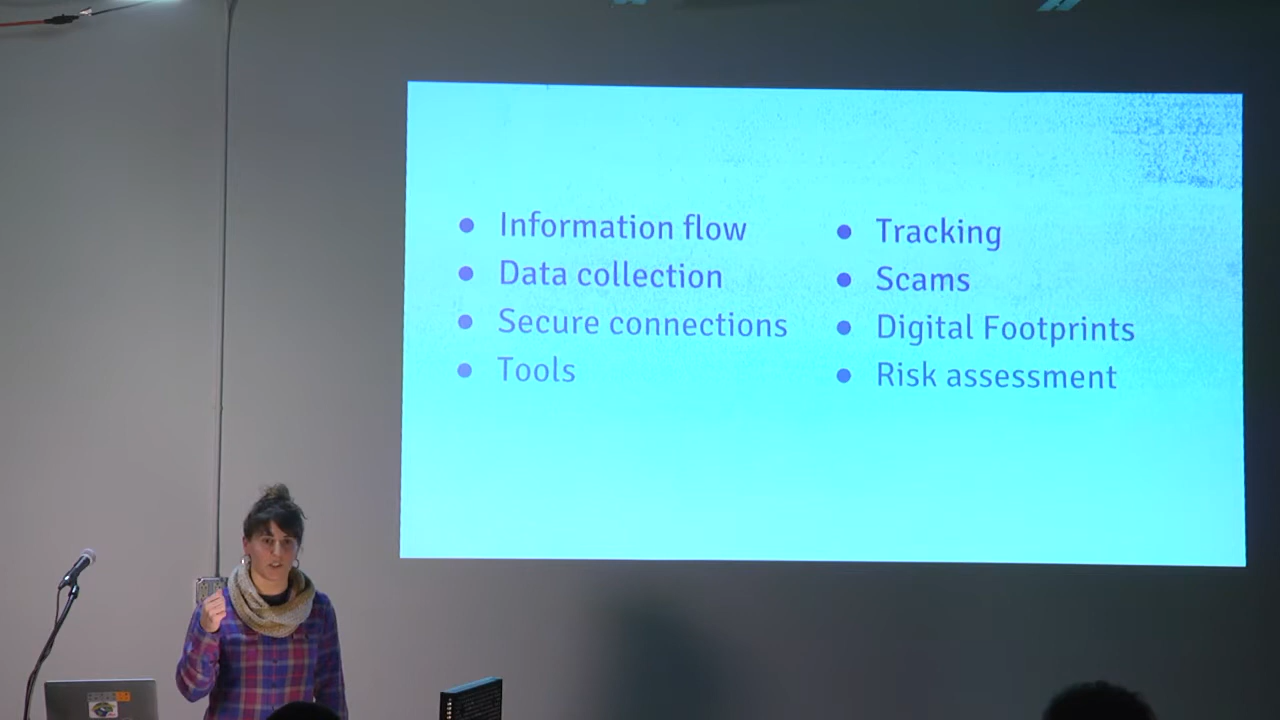 Information flow
Data collection
Secure connections
Tools
Tracking
Scams
Digital Footprints
Risk assessment